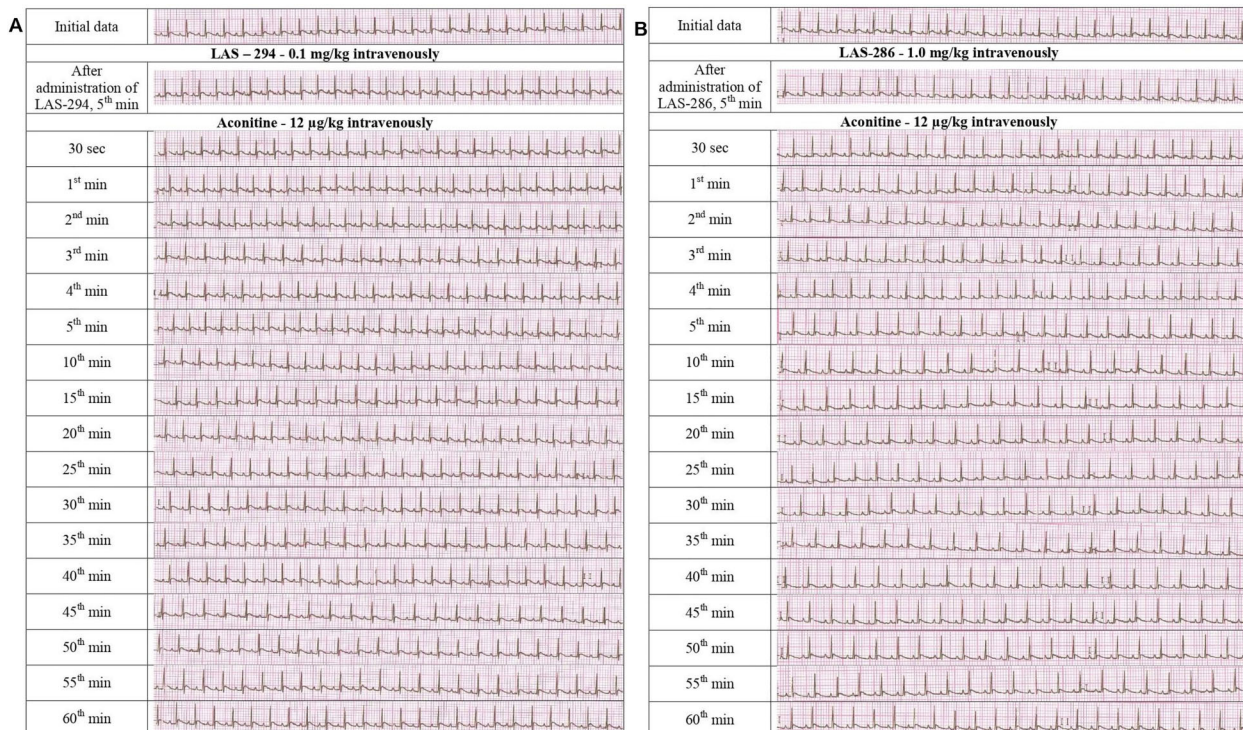 A
Initial data
LAS – 294 - 0.1 mg/kg intravenously
After
administration of
LAS-294, 5th min
Aconitine - 12 µg/kg intravenously
30 sec
1st min
2nd min
3rd min
4th min
5th min
10th min
15th min
20th min
25th min
30th min
35th min
40th min
45th min
50th min
55th min
60th min
B
Initial data
LAS-286 - 1.0 mg/kg intravenously
After
administration of
LAS-286, 5th min
Aconitine - 12 µg/kg intravenously
30 sec
1st min
2nd min
3rd min
4th min
5th min
10th min
15th min
20th min
25th min
30th min
35th min
40th min
45th min
50th min
55th min
60th min